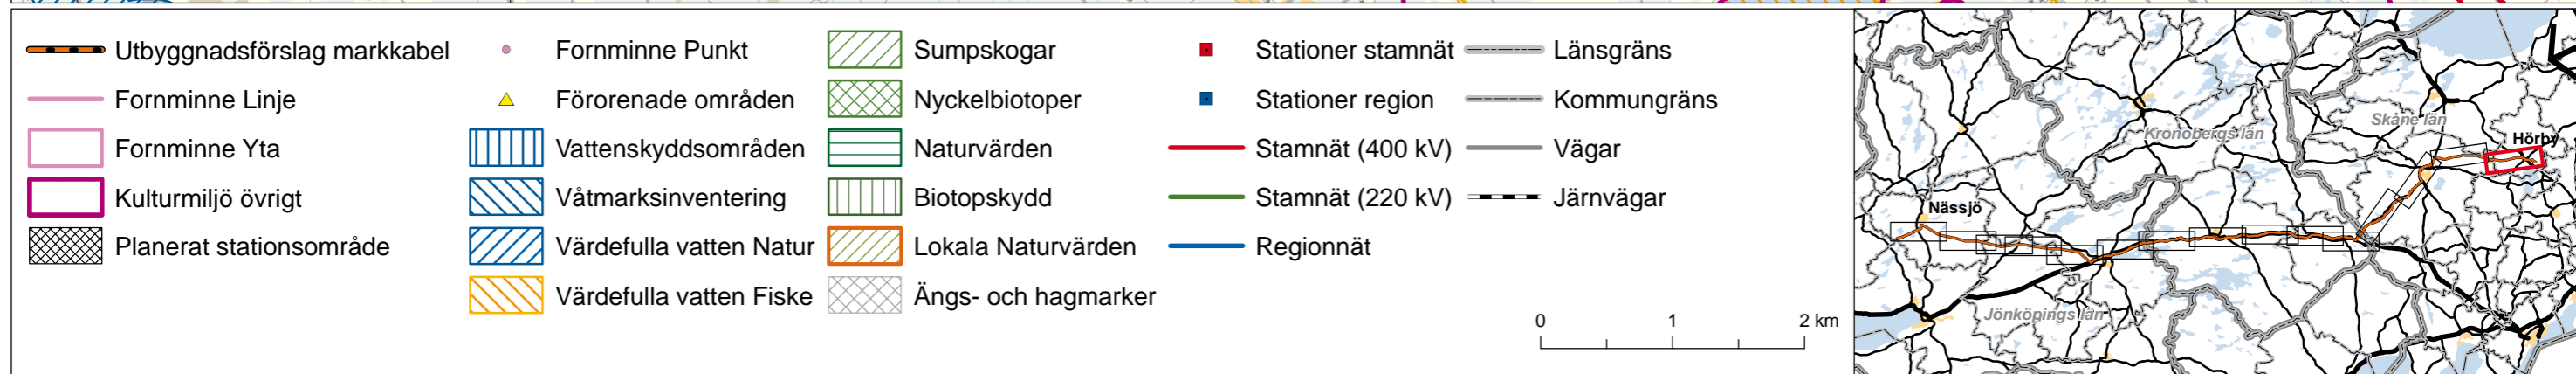 Utbyggnadsförslag markkabel
Fornminne Linje
Fornminne Yta
Kulturmiljö övrigt
Planerat stationsområde
Fornminne Punkt
Förorenade områden
Vattenskyddsområden
Våtmarksinventering
Värdefulla vatten Natur
Värdefulla vatten Fiske
Sumpskogar
Nyckelbiotoper
Naturvärden
Biotopskydd
Lokala Naturvärden
Ängs- och hagmarker
Stationer stamnät
Stationer region
Stamnät (400 kV)
Stamnät (220 kV)
Regionnät
Länsgräns
Kommungräns
Vägar
Järnvägar
0 1 2 km
Skåne län
Kronobergs län
Hörby
Nässjö
Jönköpings län